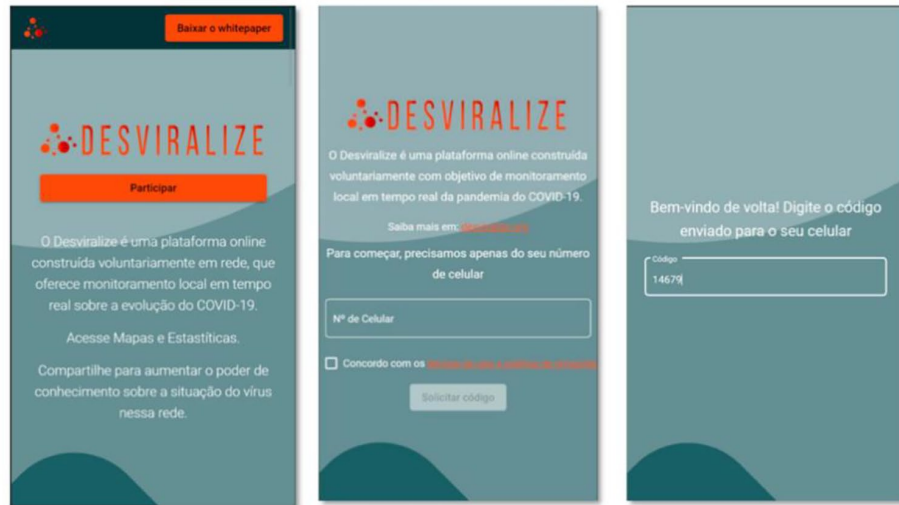 Baixar o whitepaper
DESVIRALIZE
Participar
O Desviralize é uma plataforma online
construída voluntariamente em rede, que
oferece monitoramento local em tempo
real sobre a evolução do COVID-19.
Acesse Mapas e Estastíticas.
Compartilhe para aumentar o poder de
conhecimento sobre a situação do vírus
nessa rede.
DESVIRALIZE
O Desviralize é uma plataforma online construída
voluntariamente com objetivo de monitoramento
local em tempo real da pandemia do COVID-19.
Saiba mais em:
Para começar, precisamos apenas do seu número
de celular
Nº de Celular
Concordo com os
Solicitar código
Bem-vindo de volta! Digite o código
enviado para o seu celular
Código
14679